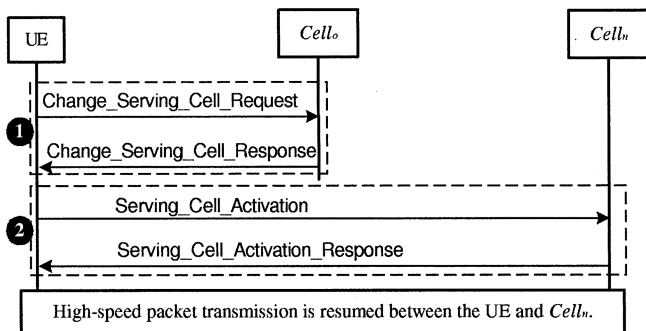 UE
Cellₒ
Cellₙ
1
Change_Serving_Cell_Request
Change_Serving_Cell_Response
2
Serving_Cell_Activation
Serving_Cell_Activation_Response
High-speed packet transmission is resumed between the UE and Cellₙ.